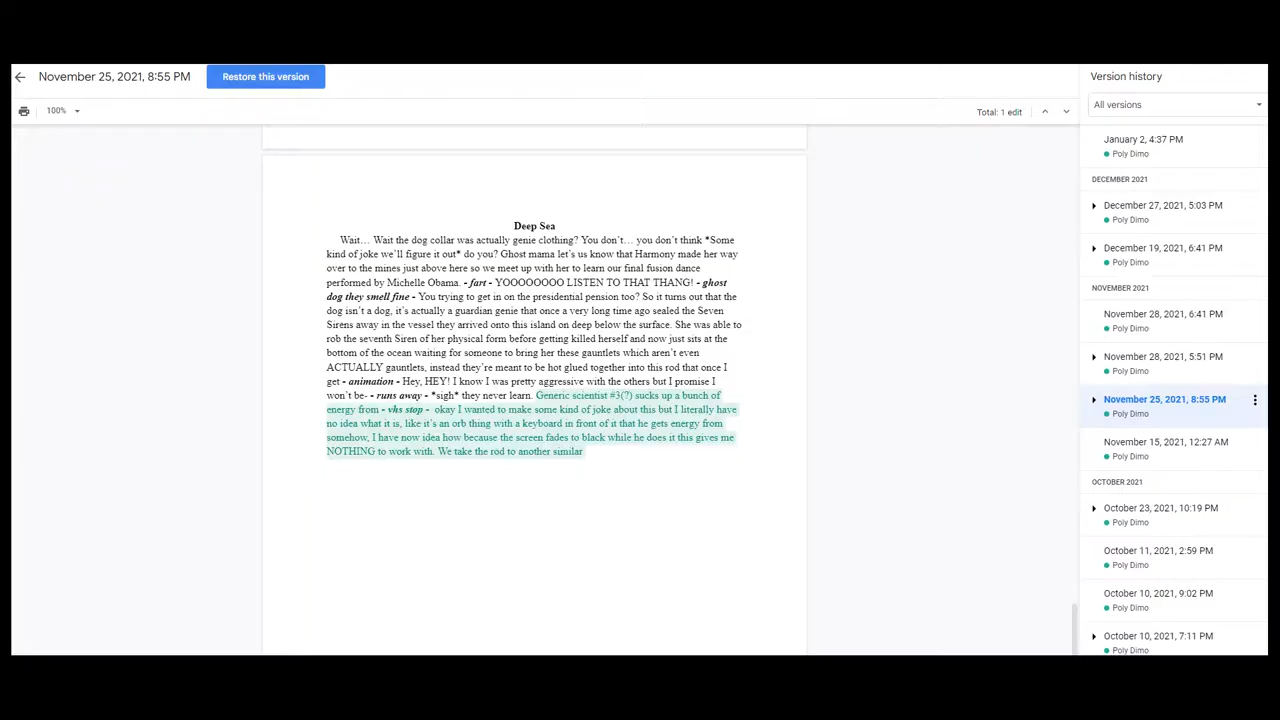 November 25, 2021, 8:55 PM
Restore this version
Version history
100%
Total: 1 edit
All versions
January 2, 4:37 PM
Poly Dimo
DECEMBER 2021
December 27, 2021, 5:03 PM
Poly Dimo
December 19, 2021, 6:41 PM
Poly Dimo
NOVEMBER 2021
November 28, 2021, 6:41 PM
Poly Dimo
November 28, 2021, 5:51 PM
Poly Dimo
November 25, 2021, 8:55 PM
Poly Dimo
November 15, 2021, 12:27 AM
Poly Dimo
OCTOBER 2021
October 23, 2021, 10:19 PM
Poly Dimo
October 11, 2021, 2:59 PM
Poly Dimo
October 10, 2021, 9:02 PM
Poly Dimo
October 10, 2021, 7:11 PM
Poly Dimo
Deep Sea
Wait… Wait the dog collar was actually genie clothing? You don't… you don't think *Some
kind of joke we'll figure it out* do you? Ghost mama let's us know that Harmony made her way
over to the mines just above here so we meet up with her to learn our final fusion dance
performed by Michelle Obama. - fart - YOOOOOOOO LISTEN TO THAT THANG! - ghost
dog they smell fine - You trying to get in on the presidential pension too? So it turns out that the
dog isn't a dog, it's actually a guardian genie that once a very long time ago sealed the Seven
Sirens away in the vessel they arrived onto this island on deep below the surface. She was able to
rob the seventh Siren of her physical form before getting killed herself and now just sits at the
bottom of the ocean waiting for someone to bring her these gauntlets which aren't even
ACTUALLY gauntlets, instead they're meant to be hot glued together into this rod that once I
get - animation - Hey, HEY! I know I was pretty aggressive with the others but I promise I
won't be- - runs away - *sigh* they never learn. Generic scientist #3(?) sucks up a bunch of
energy from - vhs stop - okay I wanted to make some kind of joke about this but I literally have
no idea what it is, like it's an orb thing with a keyboard in front of it that he gets energy from
somehow, I have now idea how because the screen fades to black while he does it this gives me
NOTHING to work with. We take the rod to another similar